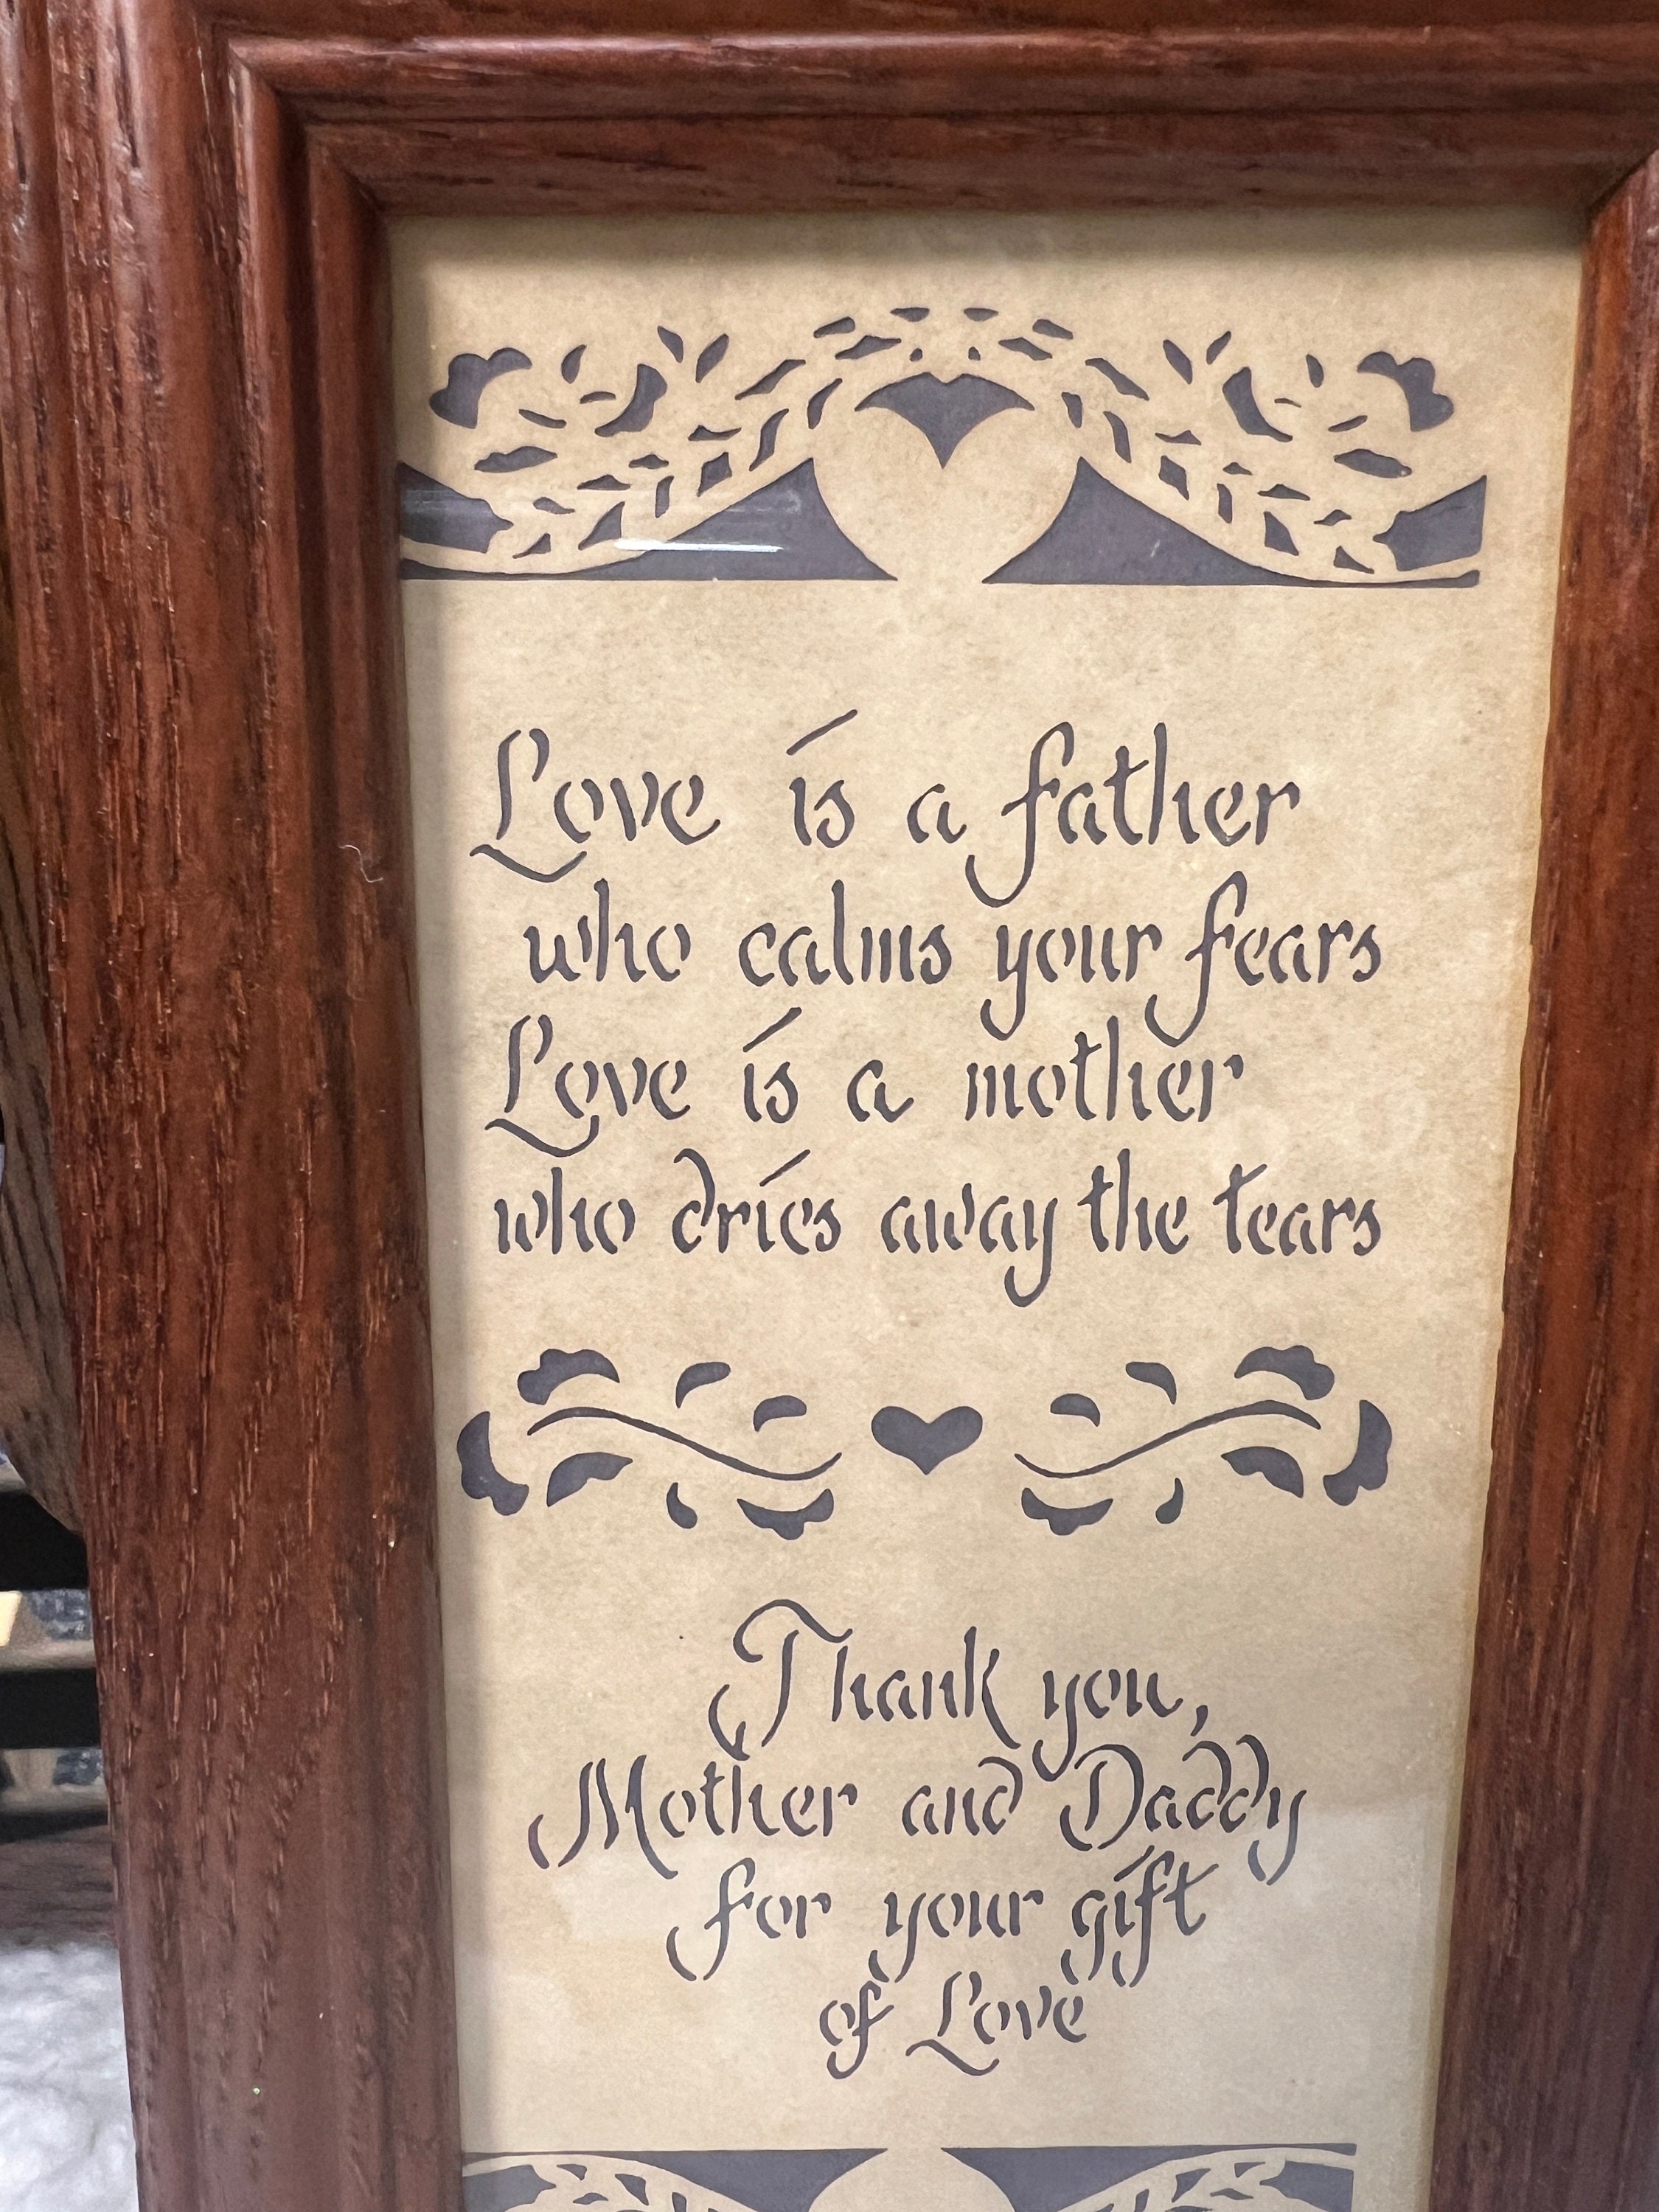 Love is a father
who calms your fears
Love is a mother
who dries away the tears
Thank you,
Mother and Daddy
for your gift
of Love